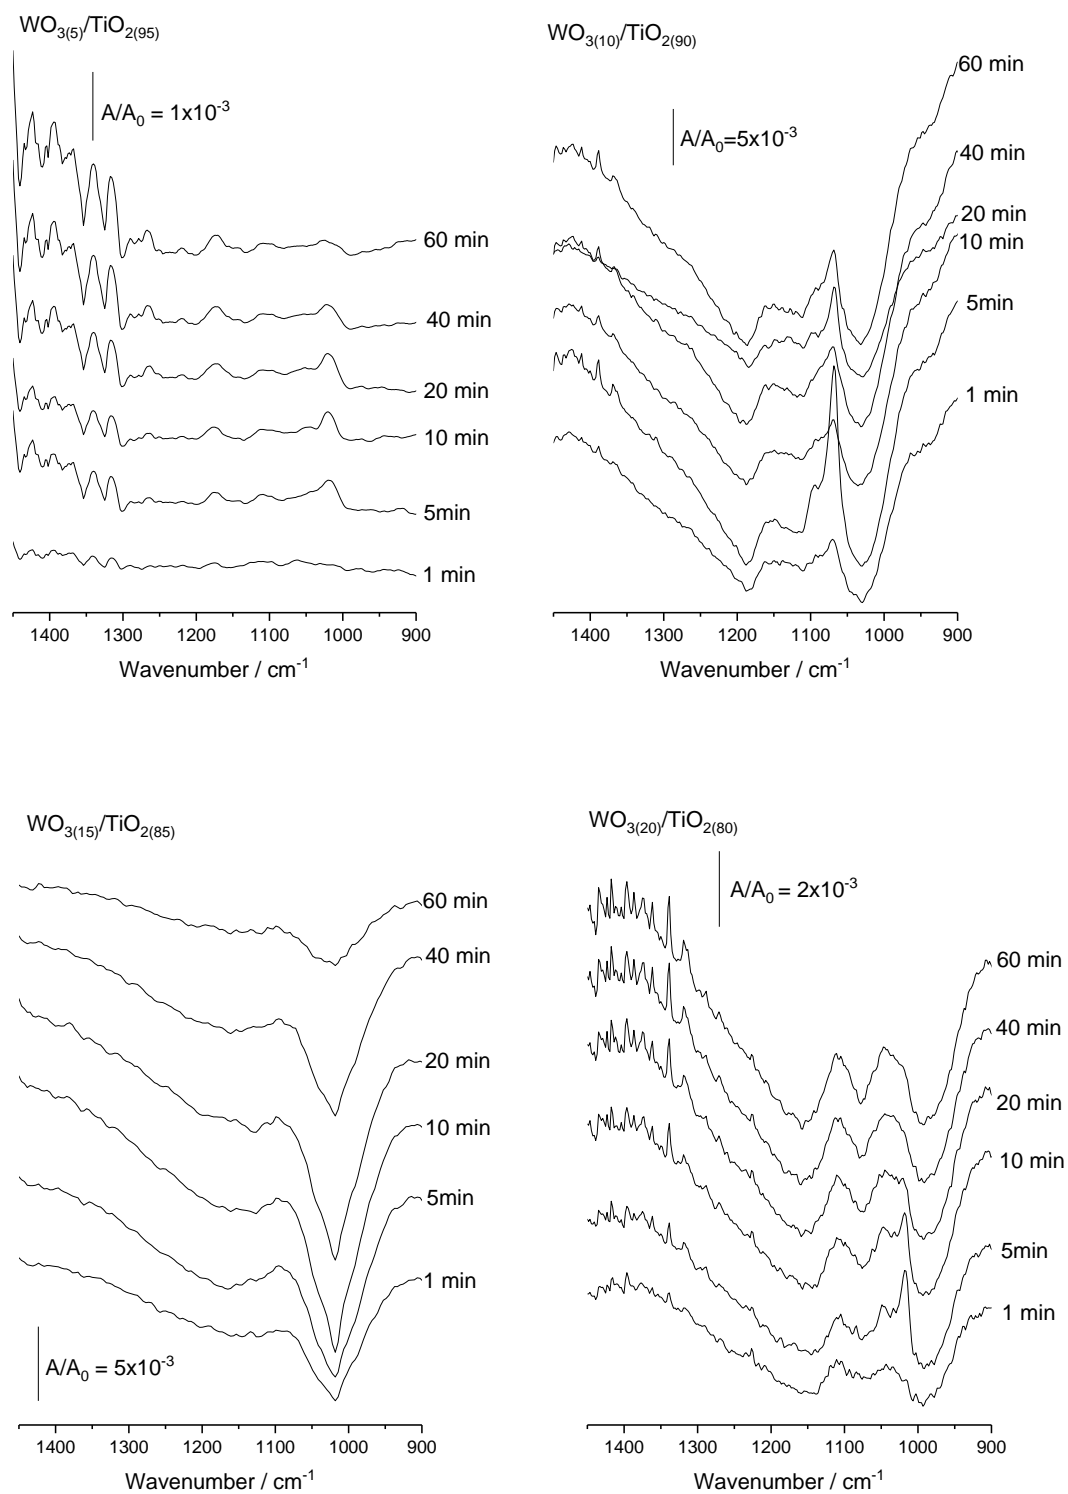 WO3(5)/TiO2(95)
A/A0 = 1x10-3
60 min
40 min
20 min
10 min
5min
1 min
1400 1300 1200 1100 1000 900
Wavenumber / cm-1
WO3(10)/TiO2(90)
60 min
A/A0=5x10-3
40 min
20 min
10 min
5min
1 min
1400 1300 1200 1100 1000 900
Wavenumber / cm-1
WO3(15)/TiO2(85)
60 min
40 min
20 min
10 min
5min
1 min
A/A0 = 5x10-3
1400 1300 1200 1100 1000 900
Wavenumber / cm-1
WO3(20)/TiO2(80)
A/A0 = 2x10-3
60 min
40 min
20 min
10 min
5min
1 min
1400 1300 1200 1100 1000 900
Wavenumber / cm-1